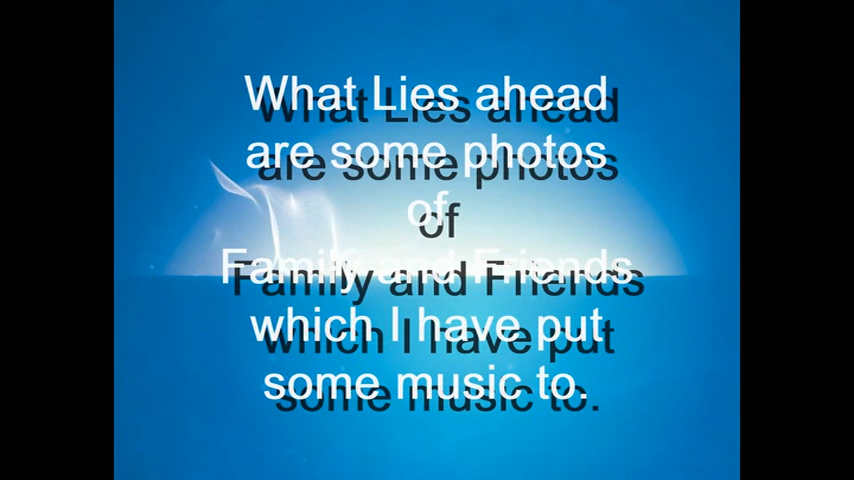 What Lies ahead
are some photos
of
Family and Friends
which I have put
some music to.